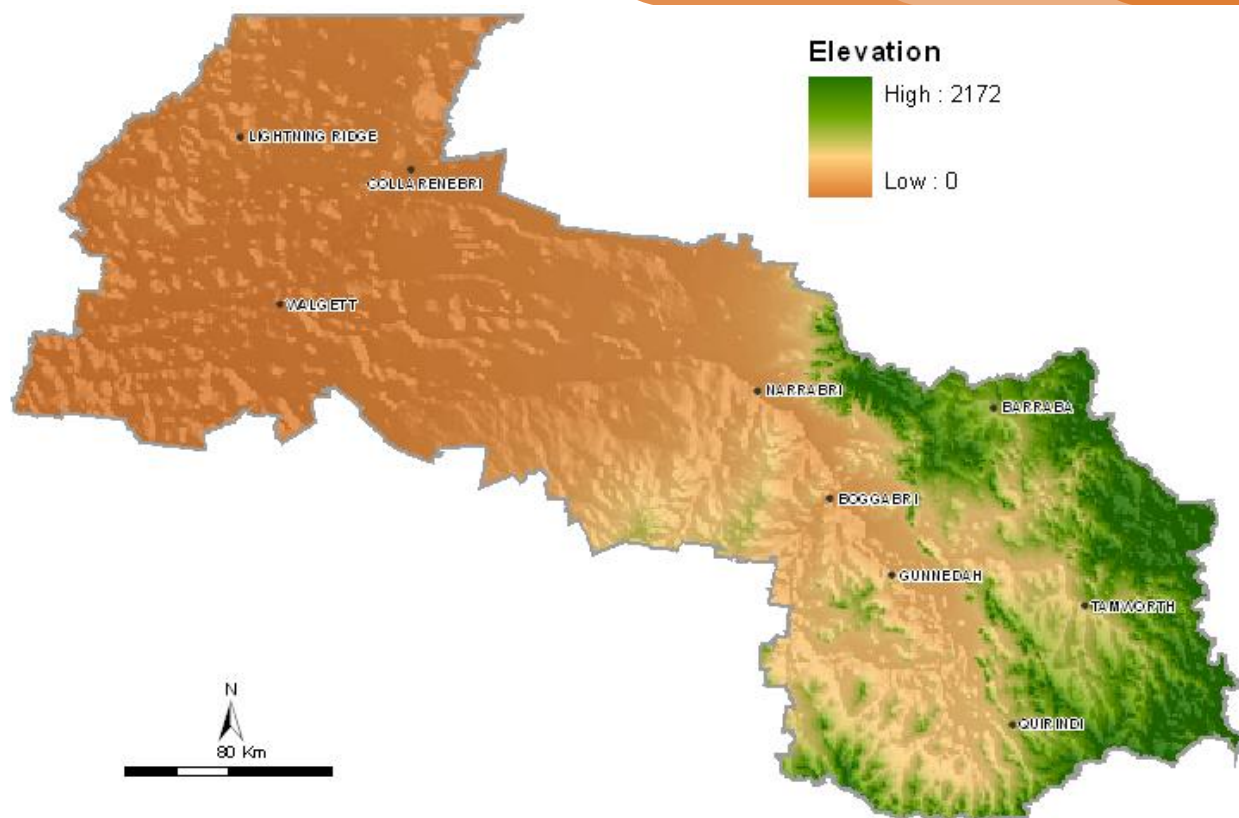 Elevation
High : 2172
Low : 0
LIGHTNING RIDGE
COLLARENEBRI
WALGETT
NARRABRI
BARRABA
BOGGABRI
GUNNEDAH
TAMWORTH
QUIRINDI
N
80 Km